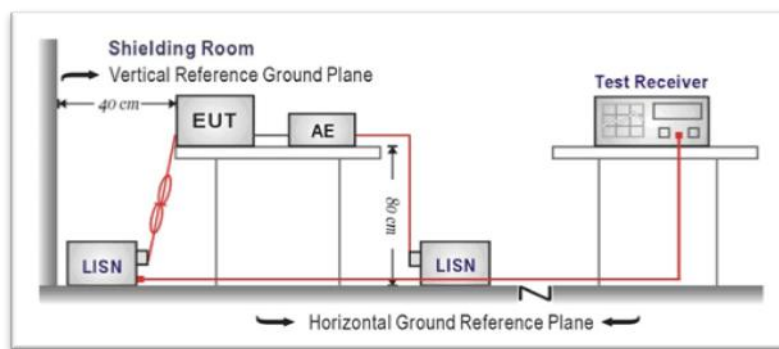 Shielding Room
Vertical Reference Ground Plane
Test Receiver
40 cm
EUT
AE
80 cm
LISN
LISN
Horizontal Ground Reference Plane